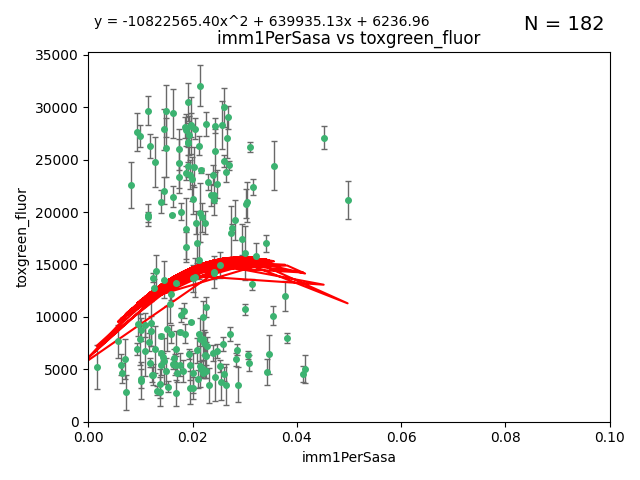 y = -10822565.40x^2 + 639935.13x + 6236.96
N = 182
imm1PerSasa vs toxgreen_fluor
35000
30000
25000
20000
15000
10000
5000
0
toxgreen_fluor
0.00
0.02
0.04
0.06
0.08
0.10
imm1PerSasa